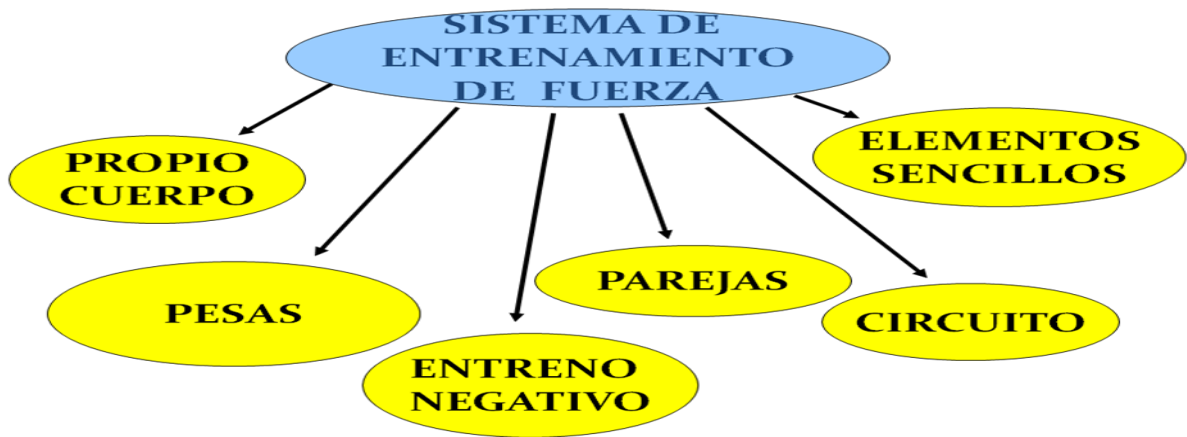 SISTEMA DE
ENTRENAMIENTO
DE FUERZA
PROPIO
CUERPO
PESAS
ENTRENO
NEGATIVO
PAREJAS
CIRCUITO
ELEMENTOS
SENCILLOS